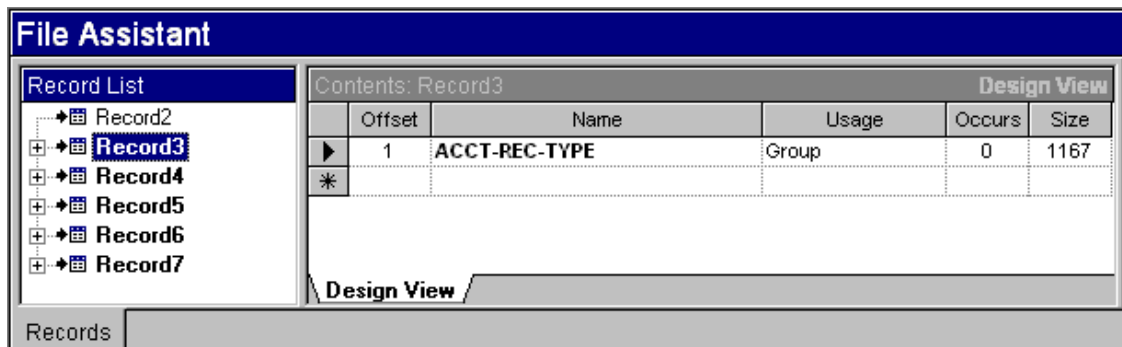 File Assistant
Record List
Record2
Record3
Record4
Record5
Record6
Record7
Contents: Record3 Design View
Offset Name Usage Occurs Size
1 ACCT-REC-TYPE Group 0 1167
Design View
Records